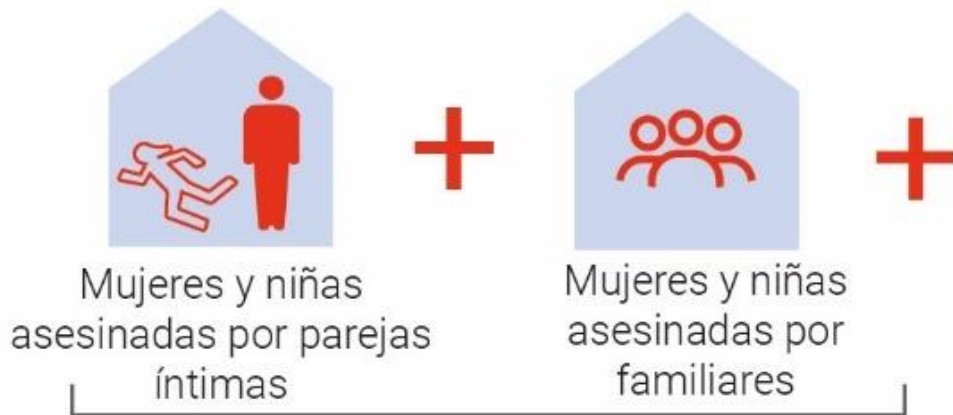 Mujeres y niñas
asesinadas por parejas
íntimas
Mujeres y niñas
asesinadas por
familiares